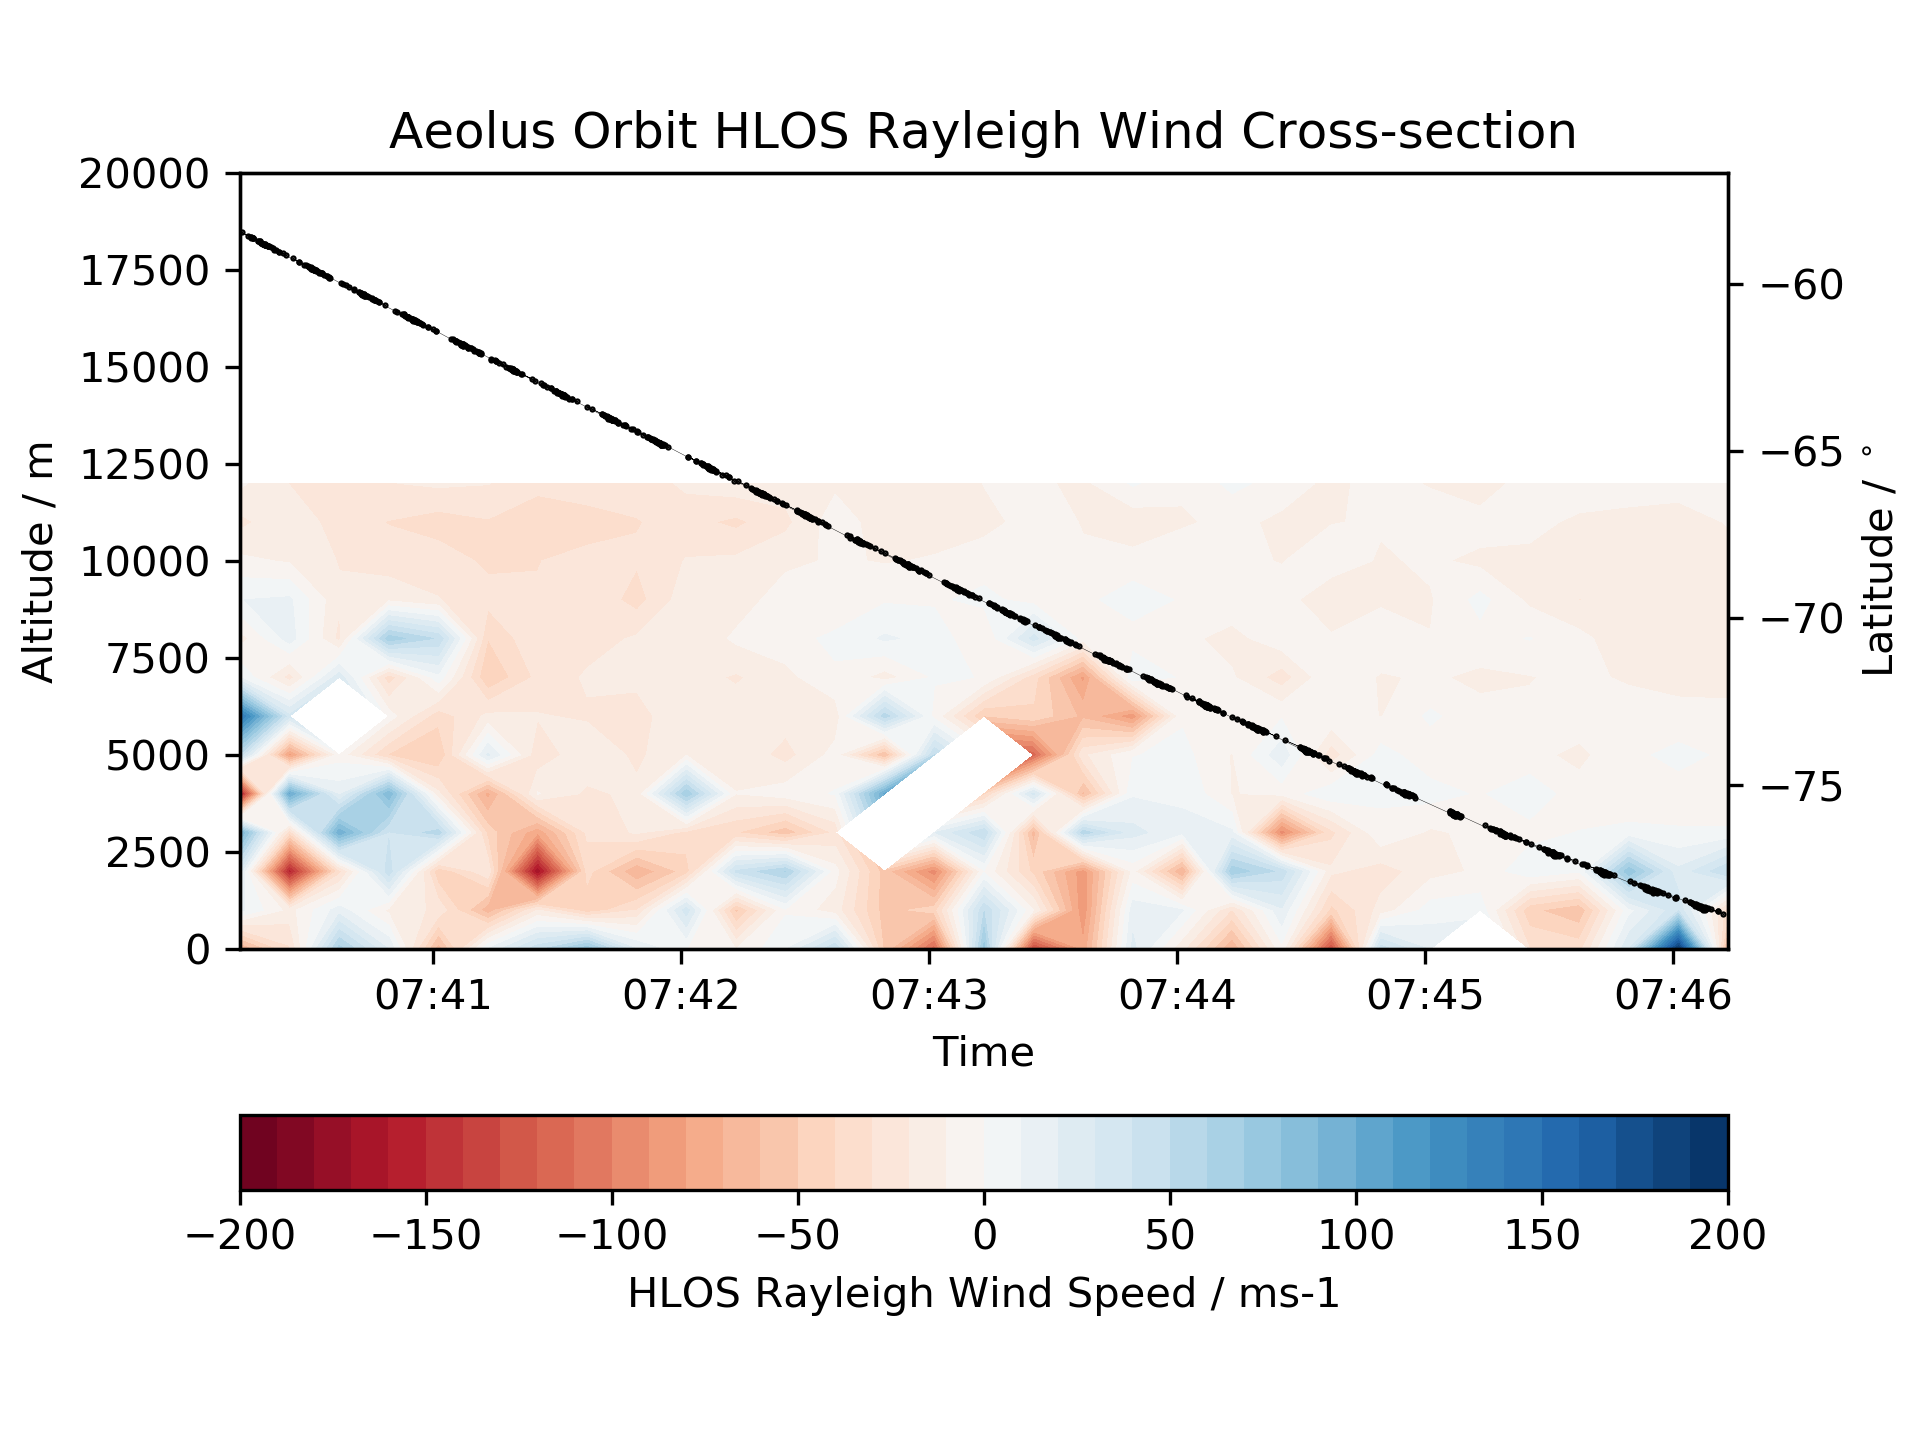 Aeolus Orbit HLOS Rayleigh Wind Cross-section
20000
17500
15000
12500
10000
7500
5000
2500
0
Altitude / m
−60
−65
−70
−75
Latitude / °
07:41 07:42 07:43 07:44 07:45 07:46
Time
−200 −150 −100 −50 0 50 100 150 200
HLOS Rayleigh Wind Speed / ms-1